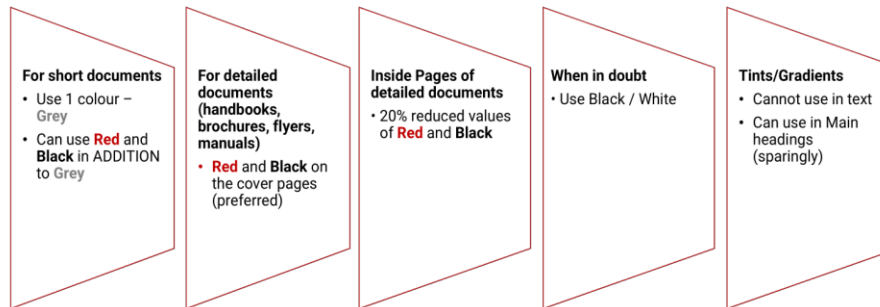 For short documents
• Use 1 colour –
Grey
• Can use Red and
Black in ADDITION
to Grey
For detailed
documents
(handbooks,
brochures, flyers,
manuals)
• Red and Black on
the cover pages
(preferred)
Inside Pages of
detailed documents
• 20% reduced values
of Red and Black
When in doubt
• Use Black / White
Tints/Gradients
• Cannot use in text
• Can use in Main
headings
(sparingly)